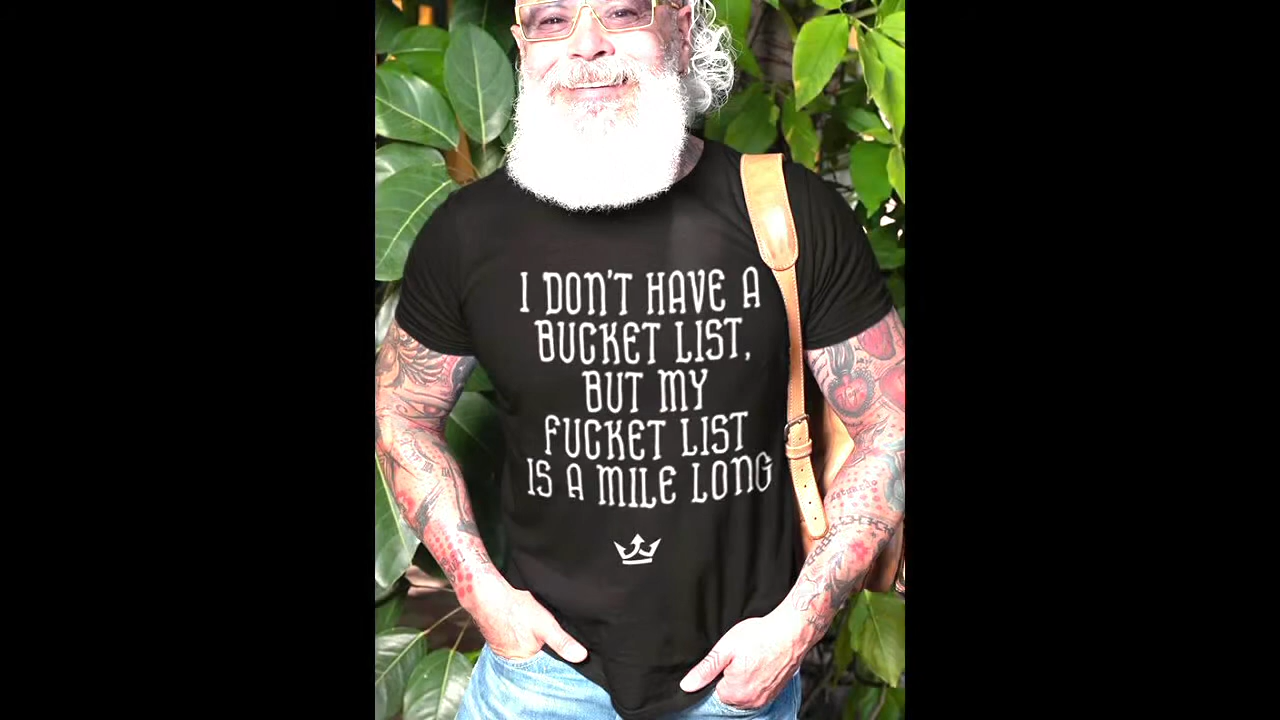 I DON'T HAVE A
BUCKET LIST,
BUT MY
FUCKET LIST
IS A MILE LONG